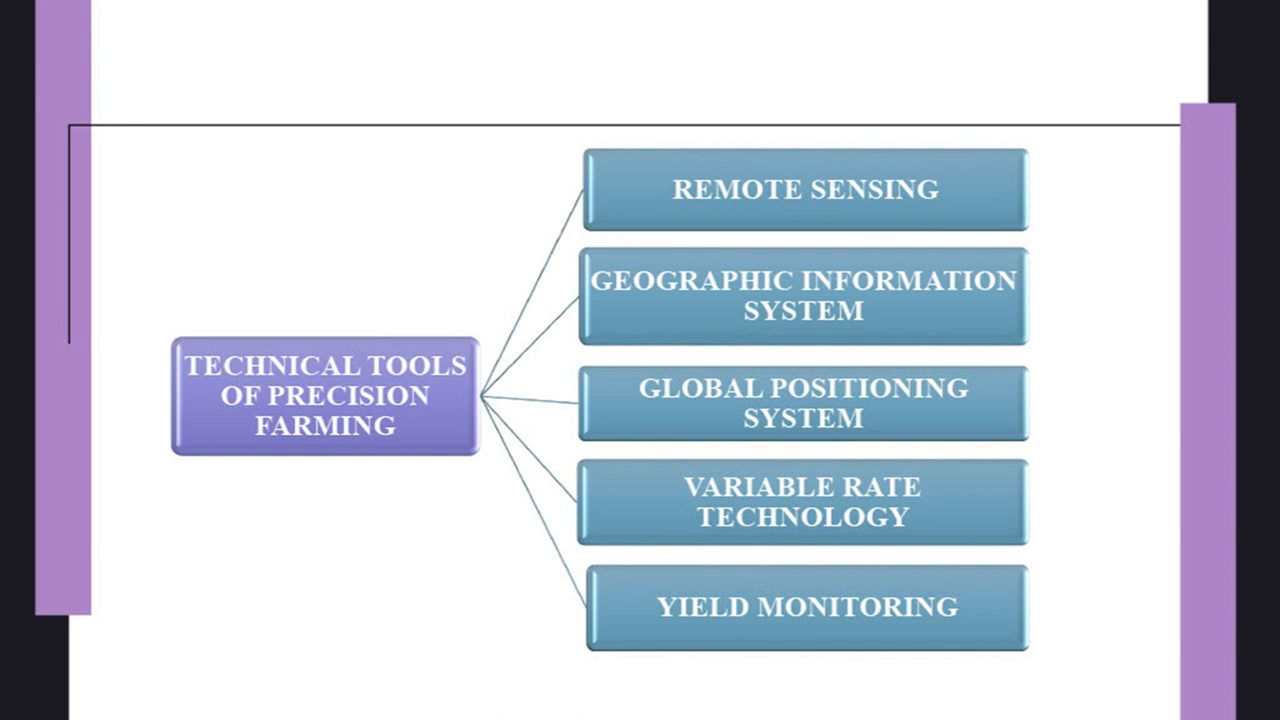 TECHNICAL TOOLS
OF PRECISION
FARMING
REMOTE SENSING
GEOGRAPHIC INFORMATION
SYSTEM
GLOBAL POSITIONING
SYSTEM
VARIABLE RATE
TECHNOLOGY
YIELD MONITORING